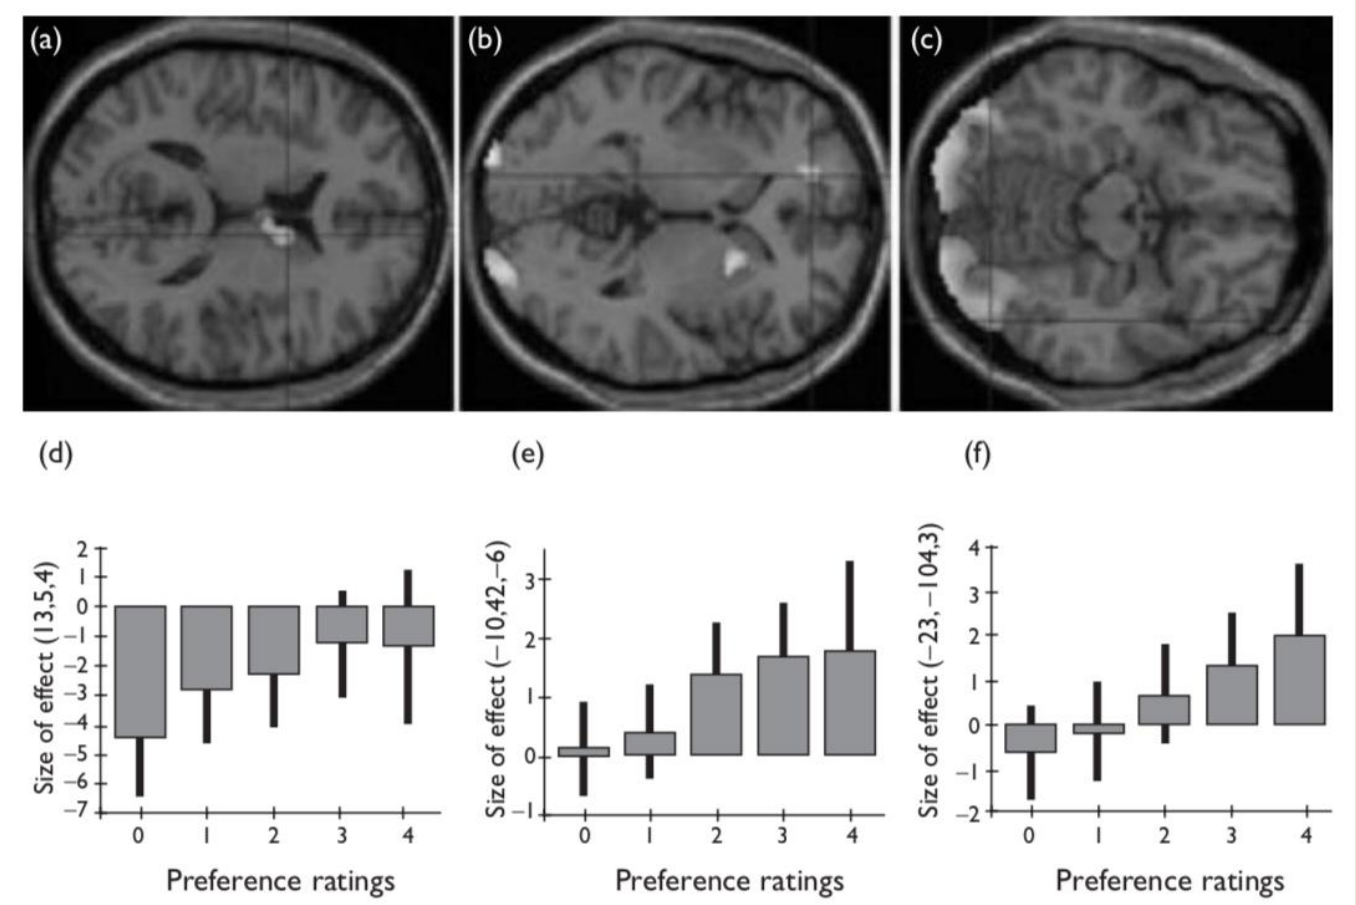 (a)
(b)
(c)
(d)
Size of effect (13,5,4)
2
1
0
−1
−2
−3
−4
−5
−6
−7
0 1 2 3 4
Preference ratings
(e)
Size of effect (−10,42,−6)
3
2
1
0
−1
0 1 2 3 4
Preference ratings
(f)
Size of effect (−23, −104,3)
4
3
2
1
0
−1
−2
0 1 2 3 4
Preference ratings